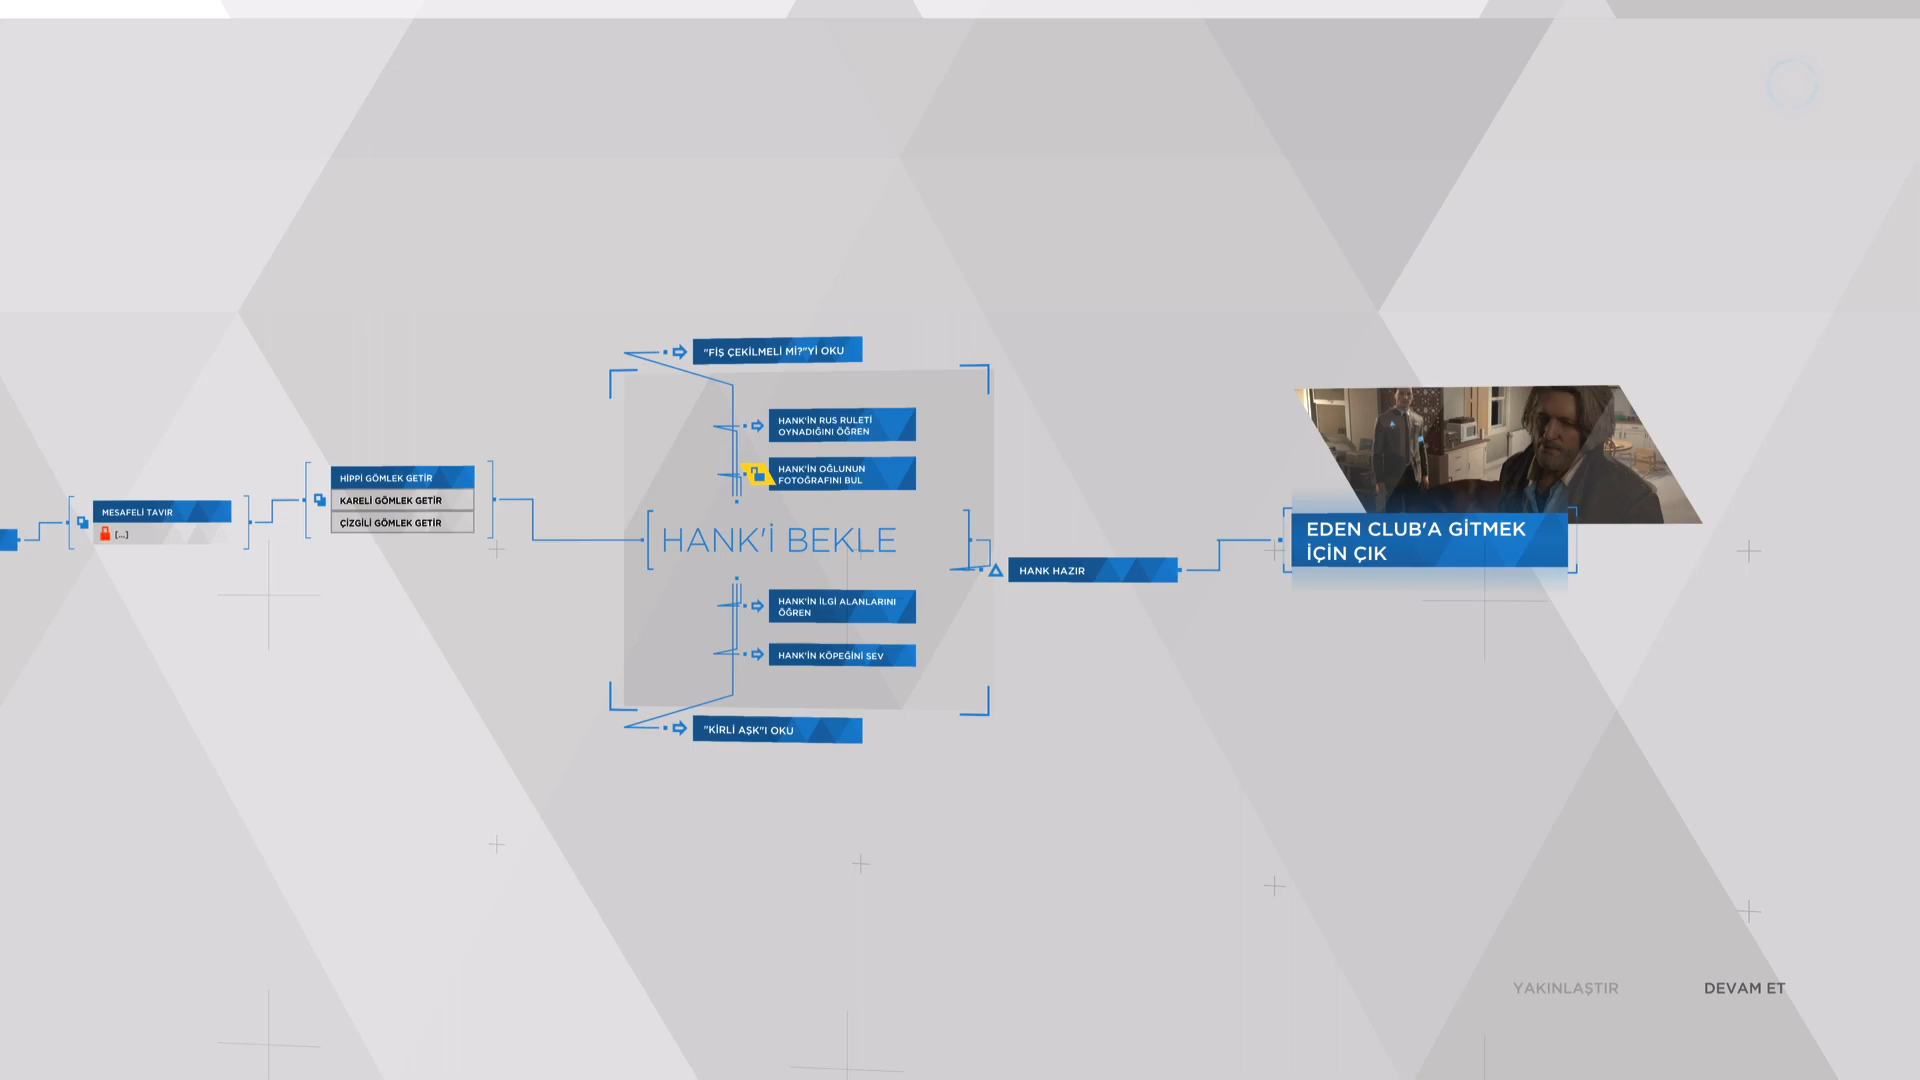 MESAFELİ TAVIR
[...]
HİPPİ GÖMLEK GETİR
KARELİ GÖMLEK GETİR
ÇİZGİLİ GÖMLEK GETİR
"FİŞ ÇEKİLMELİ Mİ?"Yİ OKU
HANK'İN RUS RULETİ
OYNADIĞINI ÖĞREN
HANK'İN OĞLUNUN
FOTOĞRAFINI BUL
HANK'İ BEKLE
HANK'İN İLGİ ALANLARINI
ÖĞREN
HANK'İN KÖPEĞİNİ SEV
"KİRLİ AŞK"I OKU
HANK HAZIR
EDEN CLUB'A GİTMEK
İÇİN ÇIK
YAKINLAŞTIR
DEVAM ET